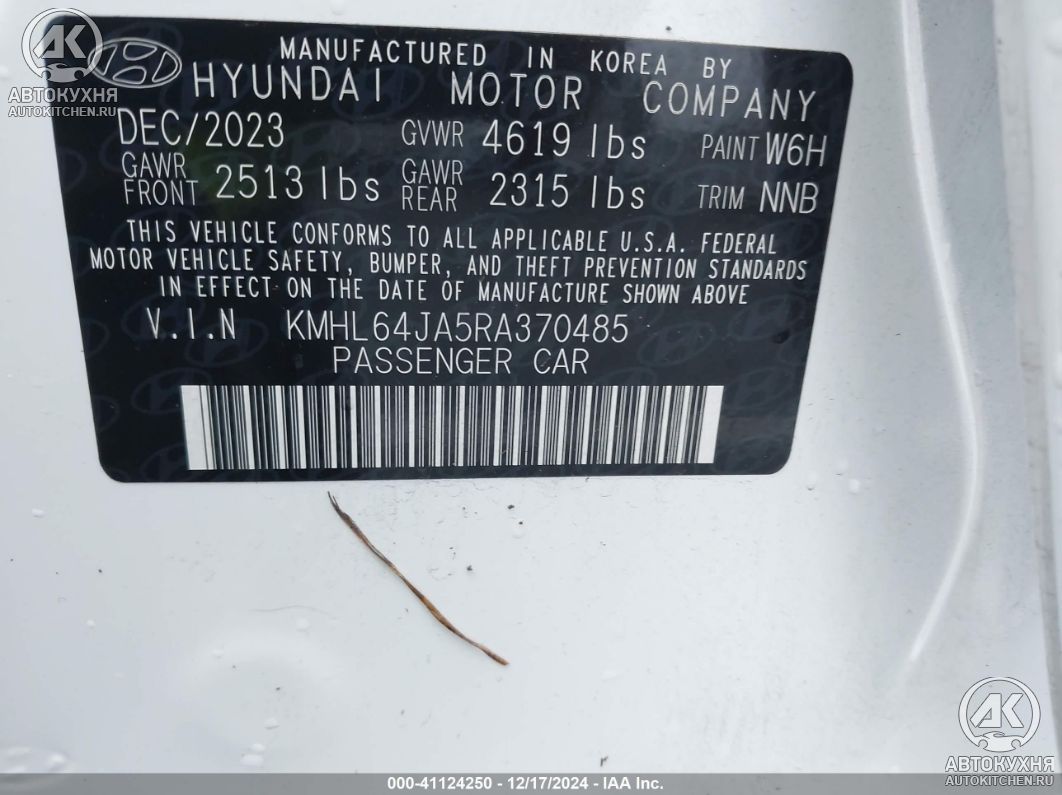 AK
АВТОКУХНЯ
AUTOKITCHEN.RU
MANUFACTURED IN KOREA BY
HYUNDAI MOTOR COMPANY
DEC/2023 GVWR 4619 lbs PAINT W6H
GAWR FRONT 2513 lbs GAWR REAR 2315 lbs TRIM NNB
THIS VEHICLE CONFORMS TO ALL APPLICABLE U.S.A. FEDERAL
MOTOR VEHICLE SAFETY, BUMPER, AND THEFT PREVENTION STANDARDS
IN EFFECT ON THE DATE OF MANUFACTURE SHOWN ABOVE
V.I.N KMHL64JA5RA370485
PASSENGER CAR
AK
АВТОКУХНЯ
AUTOKITCHEN.RU
000-41124250 - 12/17/2024 - IAA Inc.